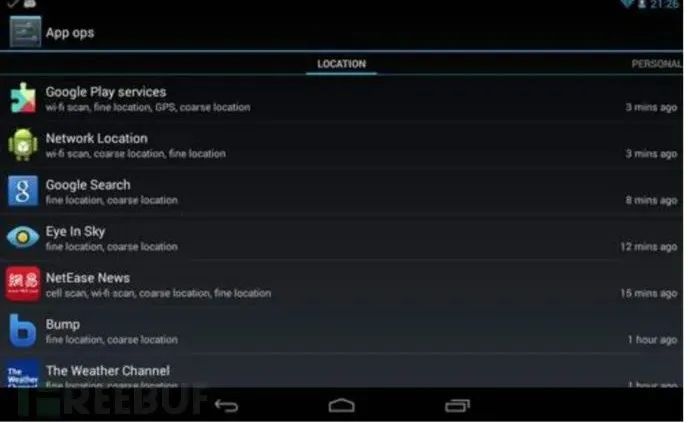 21:26
App ops
LOCATION
PERSONAL
Google Play services
wi-fi scan, fine location, GPS, coarse location
3 mins ago
Network Location
wi-fi scan, coarse location, fine location
3 mins ago
g
Google Search
fine location, coarse location
8 mins ago
Eye In Sky
fine location, coarse location
12 mins ago
網易
NetEase News
cell scan, wi-fi scan, coarse location, fine location
15 mins ago
b
Bump
fine location, coarse location
1 hour ago
The
Weather
Channel
The Weather Channel
fine location, coarse location
1 hour ago
FREEBUF